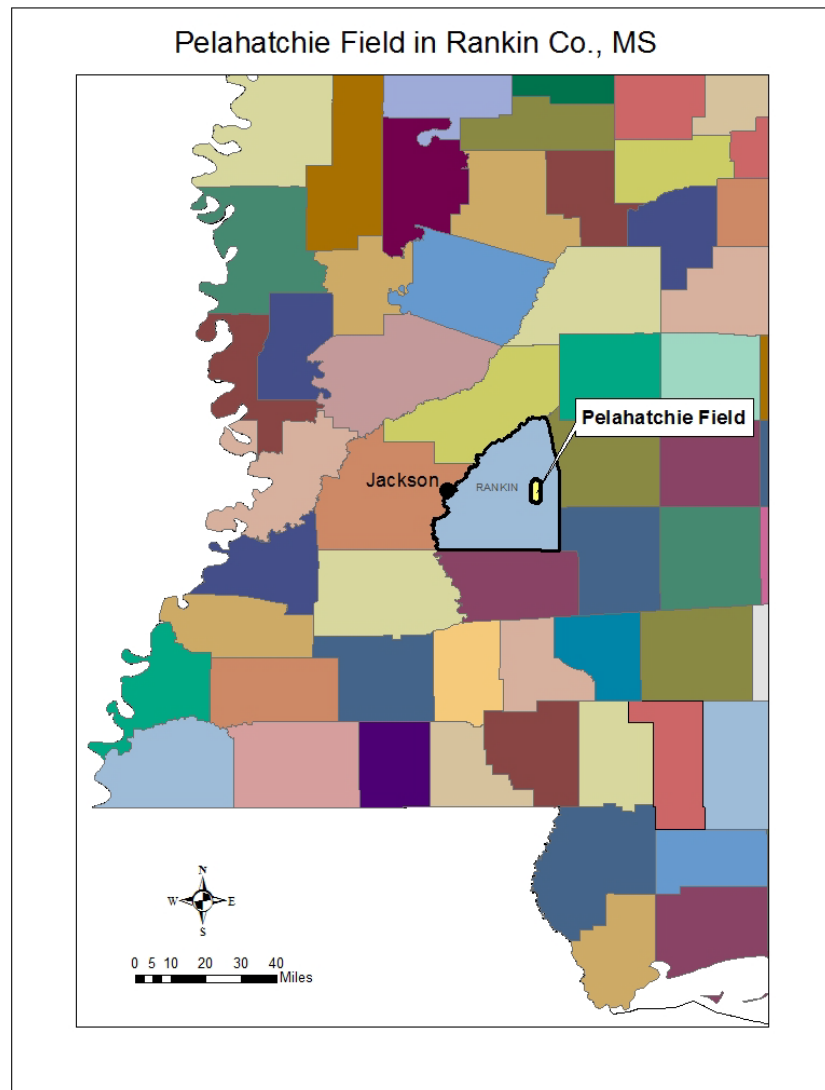 Pelahatchie Field in Rankin Co., MS
Pelahatchie Field
Jackson
RANKIN
N
W E
S
0 5 10 20 30 40
Miles